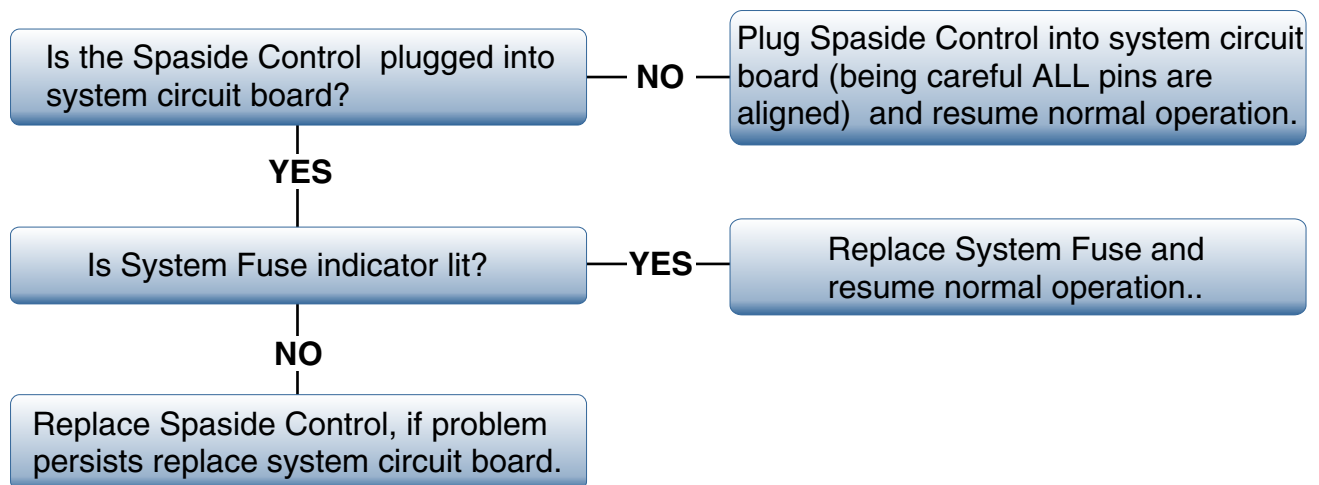 Is the Spaside Control  plugged into
system circuit board?
NO
Plug Spaside Control into system circuit
board (being careful ALL pins are
aligned)  and resume normal operation.
YES
Is System Fuse indicator lit?
YES
Replace System Fuse and
resume normal operation..
NO
Replace Spaside Control, if problem
persists replace system circuit board.